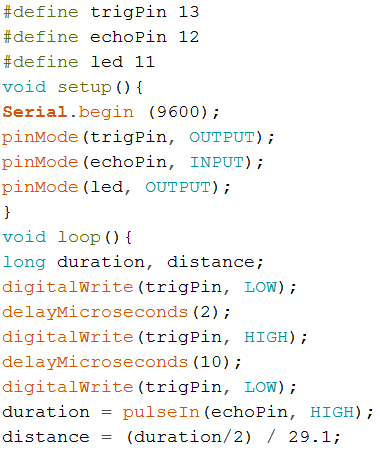 #define trigPin 13
#define echoPin 12
#define led 11
void setup(){
Serial.begin (9600);
pinMode(trigPin, OUTPUT);
pinMode(echoPin, INPUT);
pinMode(led, OUTPUT);
}
void loop(){
long duration, distance;
digitalWrite(trigPin, LOW);
delayMicroseconds(2);
digitalWrite(trigPin, HIGH);
delayMicroseconds(10);
digitalWrite(trigPin, LOW);
duration = pulseIn(echoPin, HIGH);
distance = (duration/2) / 29.1;